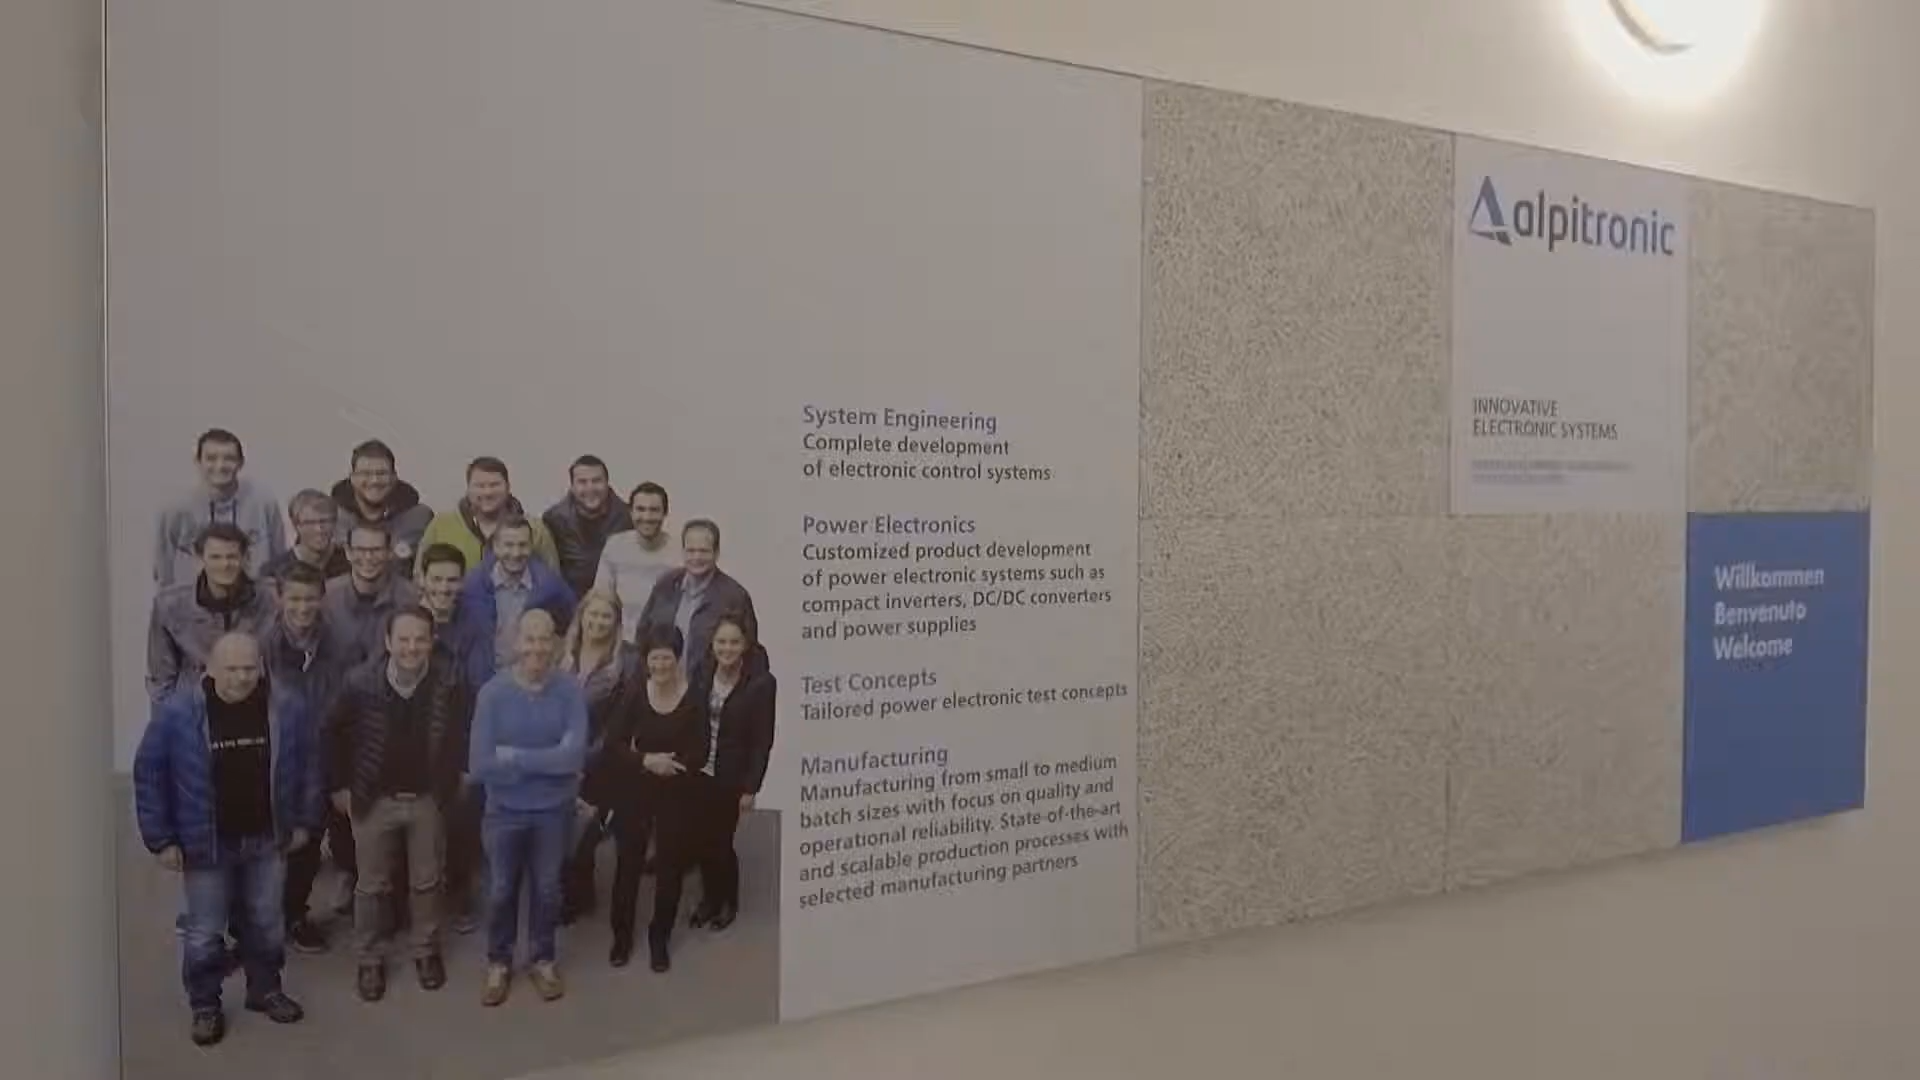 System Engineering
Complete development
of electronic control systems
Power Electronics
Customized product development
of power electronic systems such as
compact inverters, DC/DC converters
and power supplies
Test Concepts
Tailored power electronic test concepts
Manufacturing
Manufacturing from small to medium
batch sizes with focus on quality and
operational reliability. State-of-the-art
and scalable production processes with
selected manufacturing partners
alpitronic
INNOVATIVE
ELECTRONIC SYSTEMS
Willkommen
Benvenuto
Welcome